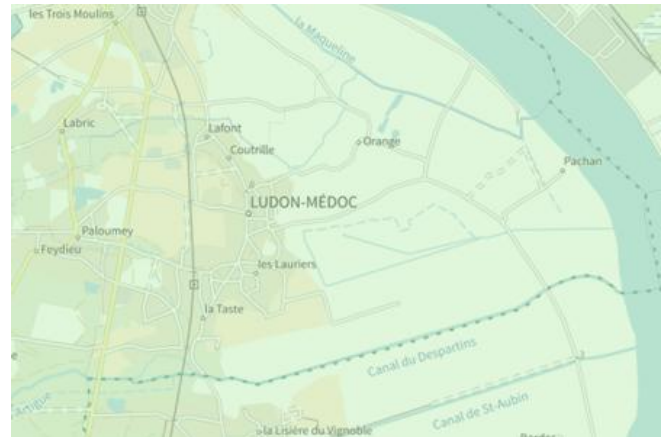 les Trois Moulins
la Maqueline
Labric
Lafont
Coutrille
Orange
Pachan
LUDON-MÉDOC
Paloumey
Feydieu
les Lauriers
la Taste
Canal du Despartins
Artigue
Canal de St-Aubin
la Lisière du Vignoble